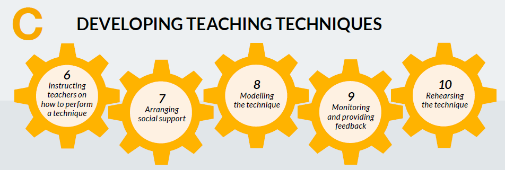 C
DEVELOPING TEACHING TECHNIQUES
6
Instructing
teachers on
how to perform
a technique
7
Arranging
social support
8
Modelling
the technique
9
Monitoring
and providing
feedback
10
Rehearsing
the technique